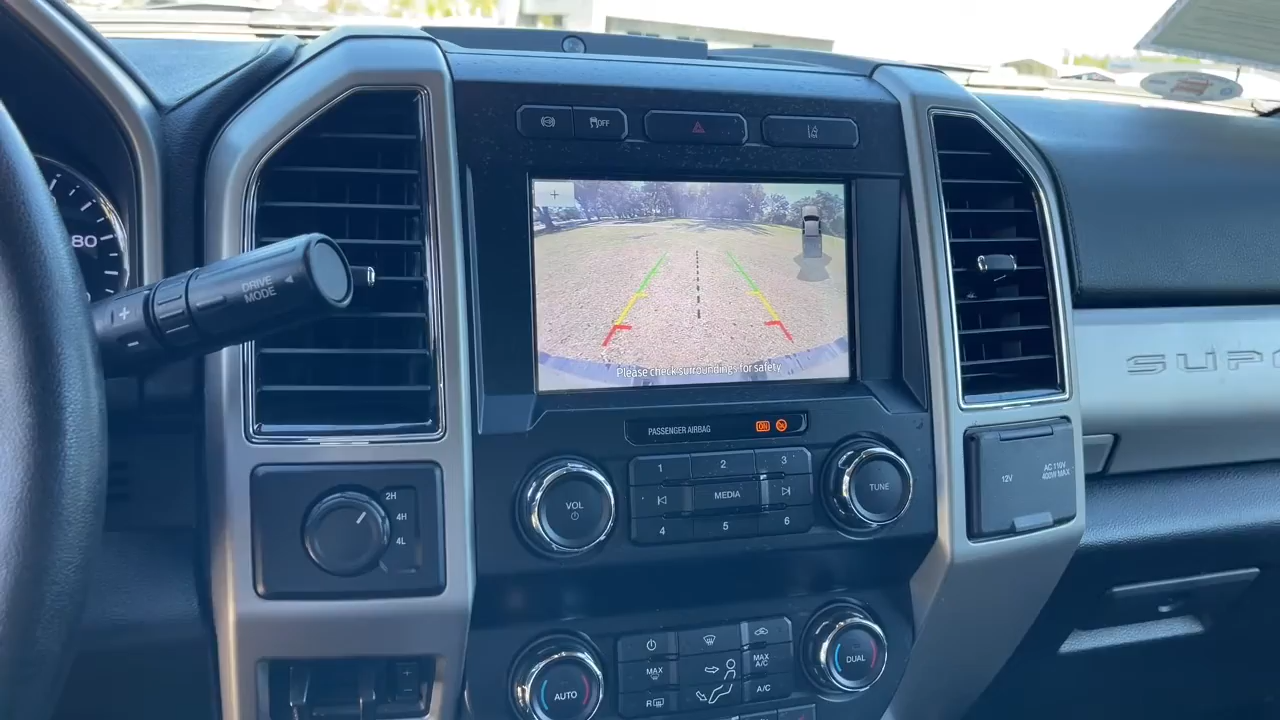 OFF
80
DRIVE
MODE
+
+
Please check surroundings for safety
PASSENGER AIRBAG
2H
4H
4L
VOL
1
2
3
MEDIA
4
5
6
TUNE
12V
AC 110V
400W MAX
AUTO
MAX
R
MAX
A/C
A/C
DUAL
+